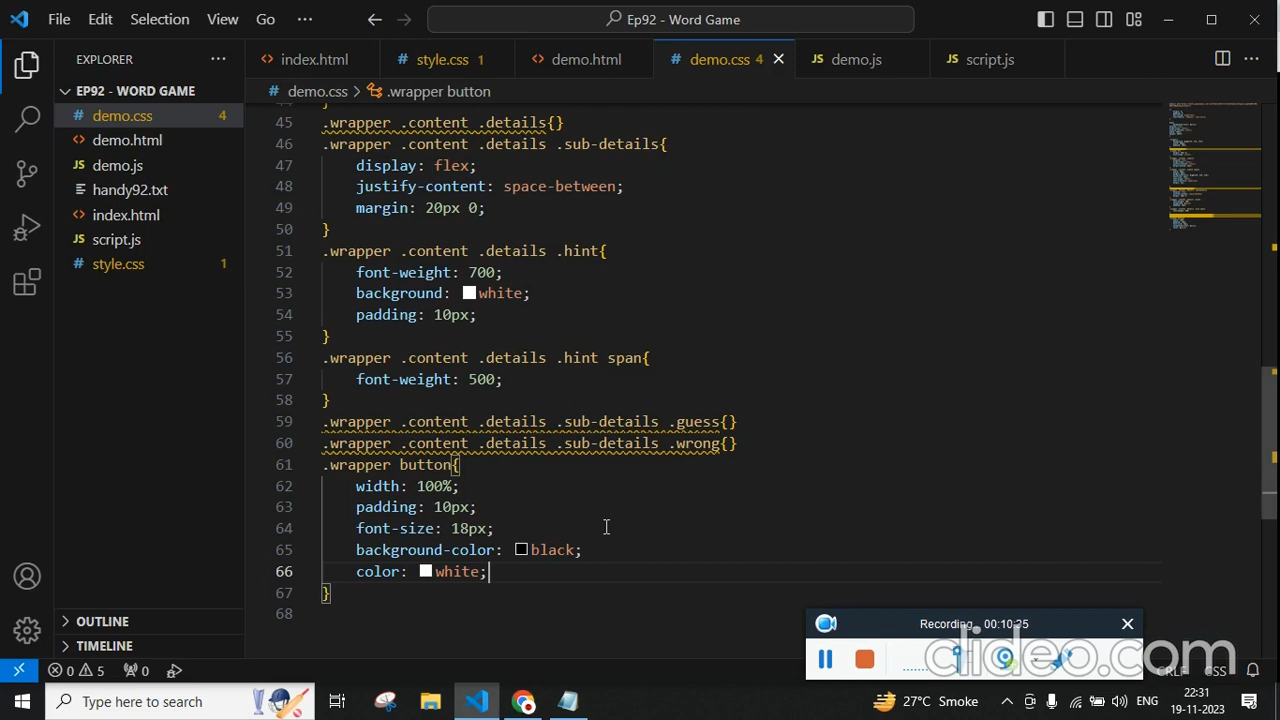 File Edit Selection View Go ··· Ep92 - Word Game
EXPLORER ···
index.html style.css 1 demo.html demo.css 4 demo.js script.js
EP92 - WORD GAME
demo.css > .wrapper button
demo.css 4
demo.html
demo.js
handy92.txt
index.html
script.js
style.css 1
OUTLINE
TIMELINE
45 .wrapper .content .details{}
46 .wrapper .content .details .sub-details{
47 display: flex;
48 justify-content: space-between;
49 margin: 20px 0;
50 }
51 .wrapper .content .details .hint{
52 font-weight: 700;
53 background: white;
54 padding: 10px;
55 }
56 .wrapper .content .details .hint span{
57 font-weight: 500;
58 }
59 .wrapper .content .details .sub-details .guess{}
60 .wrapper .content .details .sub-details .wrong{}
61 .wrapper button{
62 width: 100%;
63 padding: 10px;
64 font-size: 18px;
65 background-color: black;
66 color: white;
67 }
68
Recording... 00:10:25
clideo.com
0 5 0 CRLF CSS
Type here to search 27°C Smoke ENG 22:31
19-11-2023